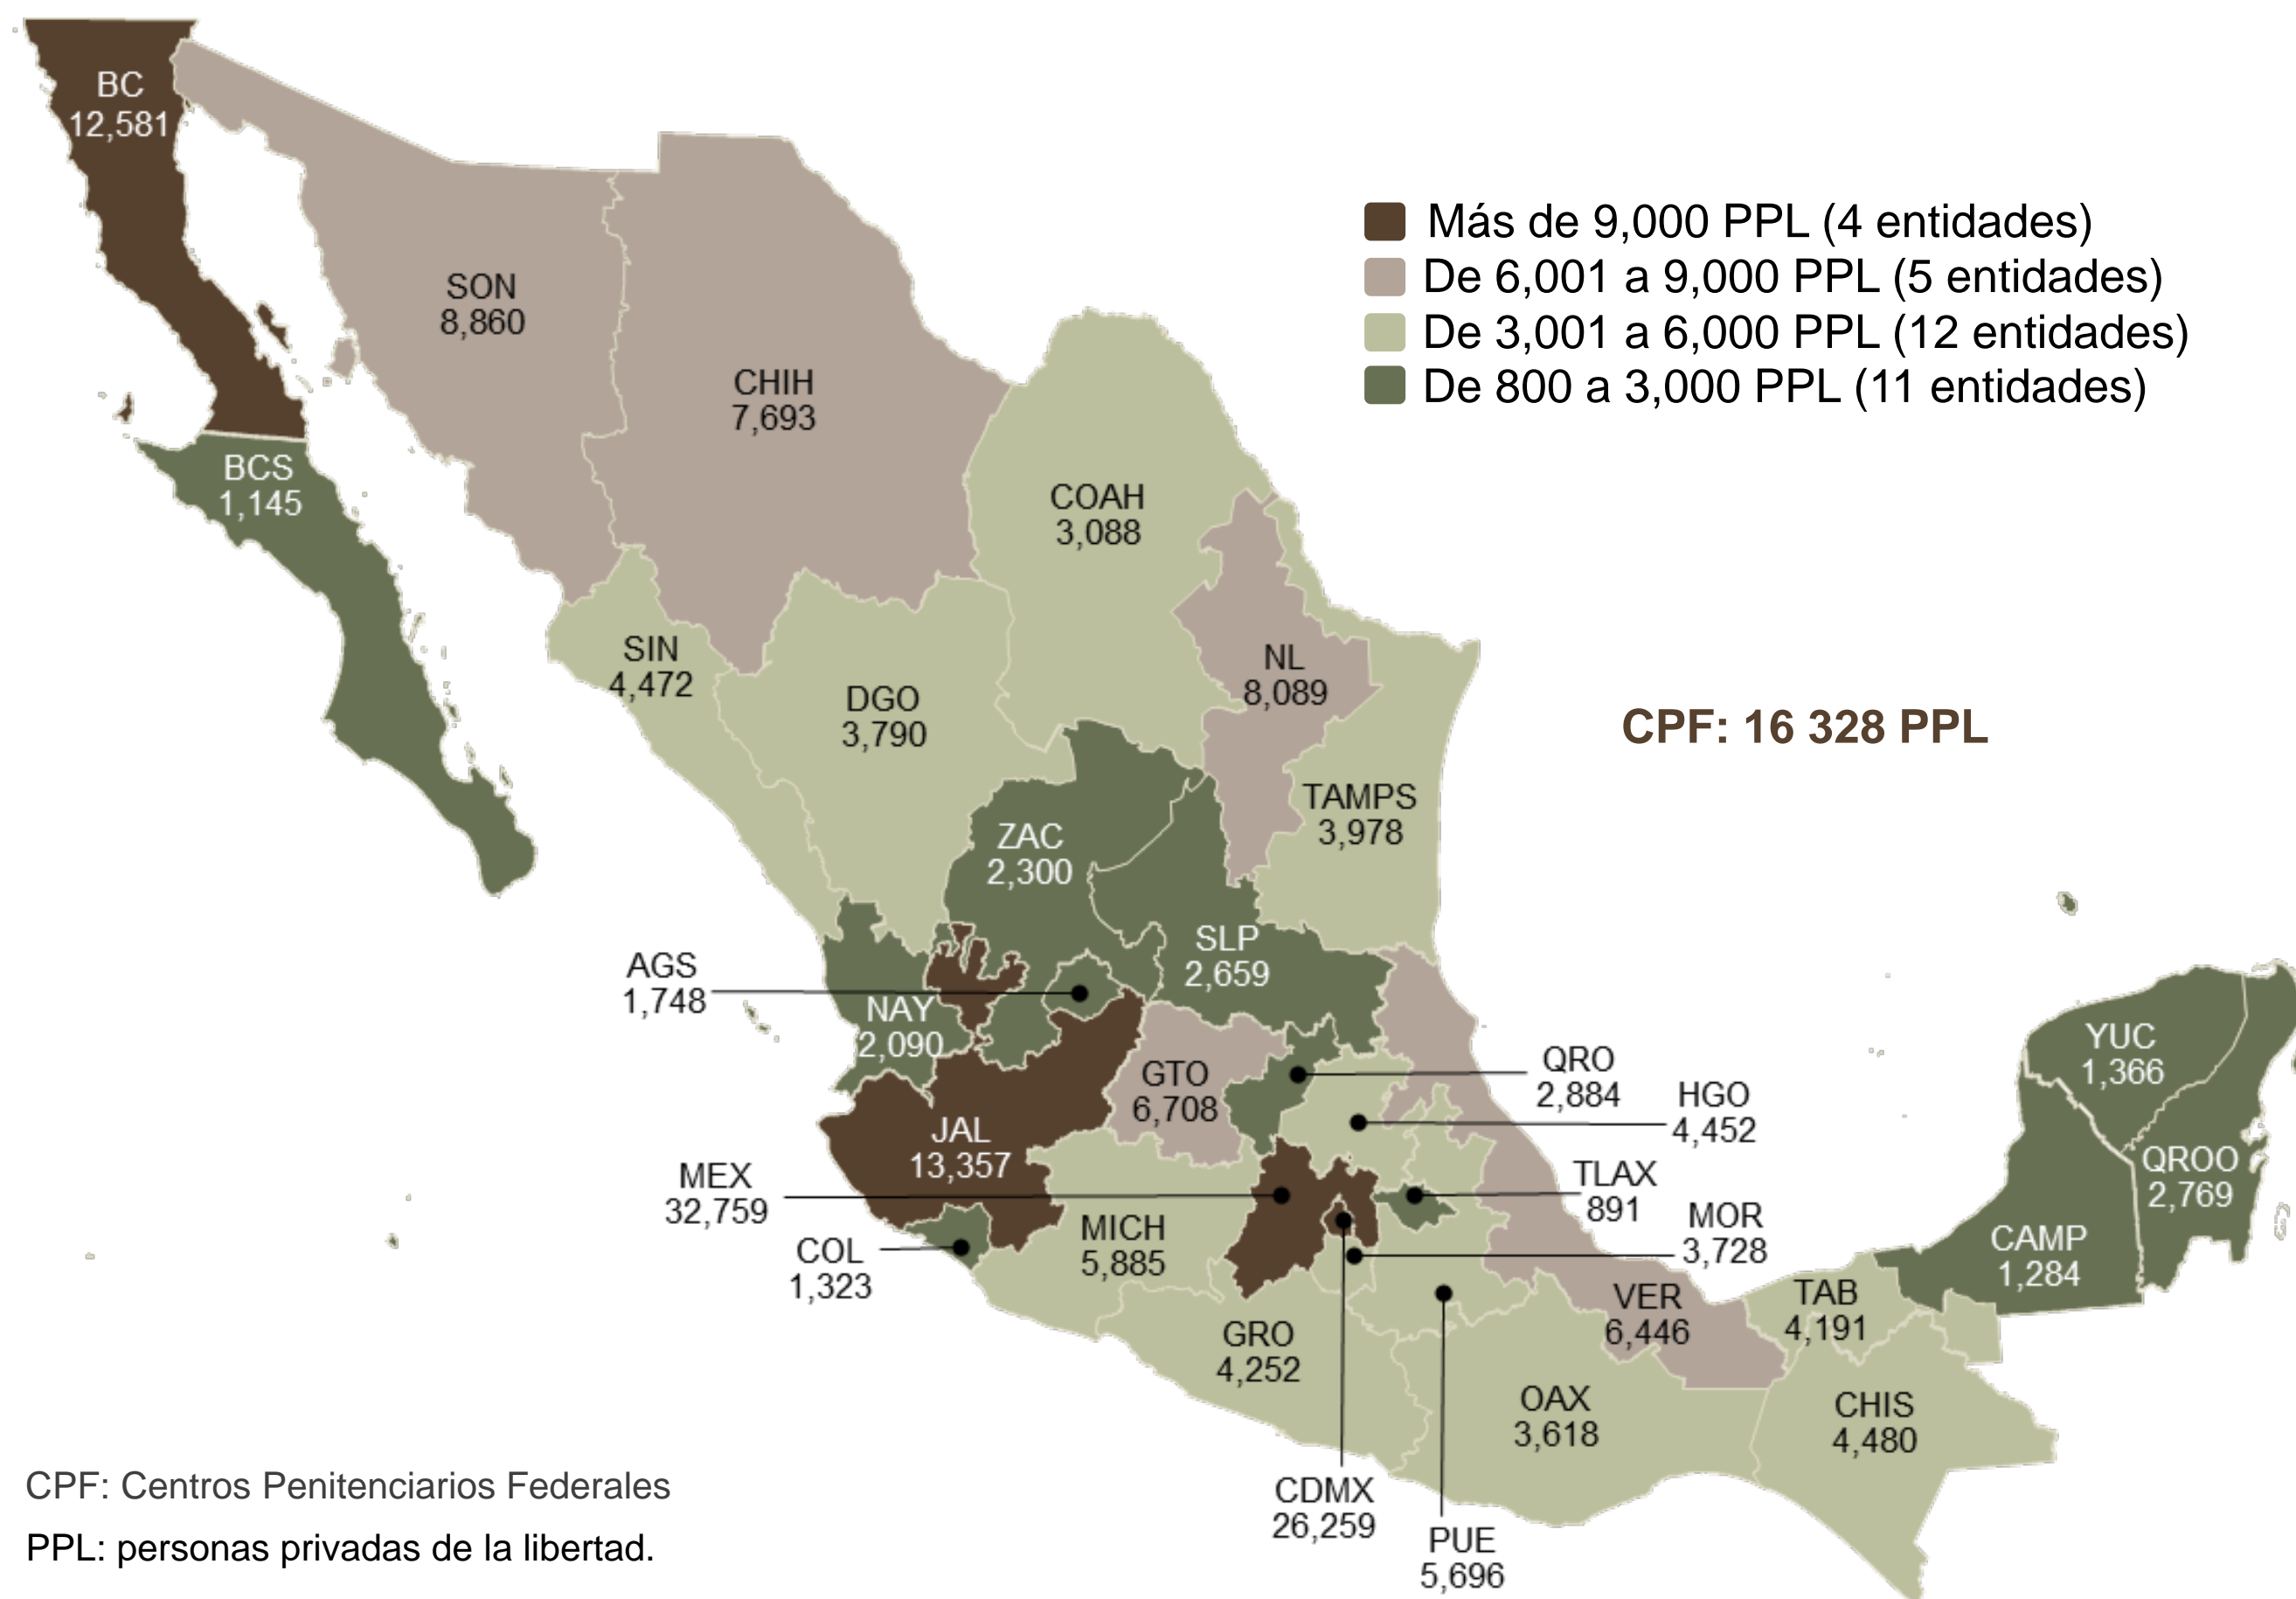 BC
12,581
Más de 9,000 PPL (4 entidades)
De 6,001 a 9,000 PPL (5 entidades)
De 3,001 a 6,000 PPL (12 entidades)
De 800 a 3,000 PPL (11 entidades)
SON
8,860
CHIH
7,693
BCS
1,145
COAH
3,088
SIN
4,472
DGO
3,790
NL
8,089
CPF: 16 328 PPL
TAMPS
3,978
ZAC
2,300
SLP
2,659
AGS
1,748
NAY
2,090
GTO
6,708
QRO
2,884
HGO
4,452
YUC
1,366
JAL
13,357
MEX
32,759
TLAX
891
QROO
2,769
MICH
5,885
MOR
3,728
COL
1,323
CAMP
1,284
VER
6,446
TAB
4,191
GRO
4,252
OAX
3,618
CHIS
4,480
CDMX
26,259
PUE
5,696
CPF: Centros Penitenciarios Federales
PPL: personas privadas de la libertad.